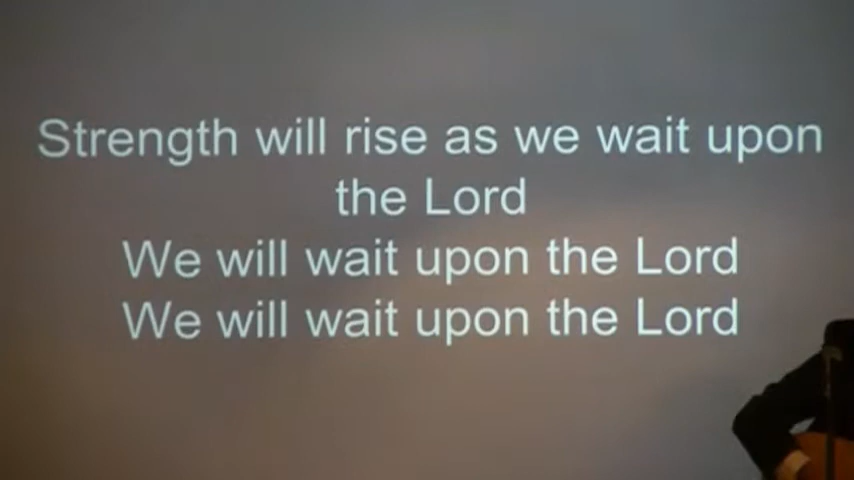 Strength will rise as we wait upon
the Lord
We will wait upon the Lord
We will wait upon the Lord